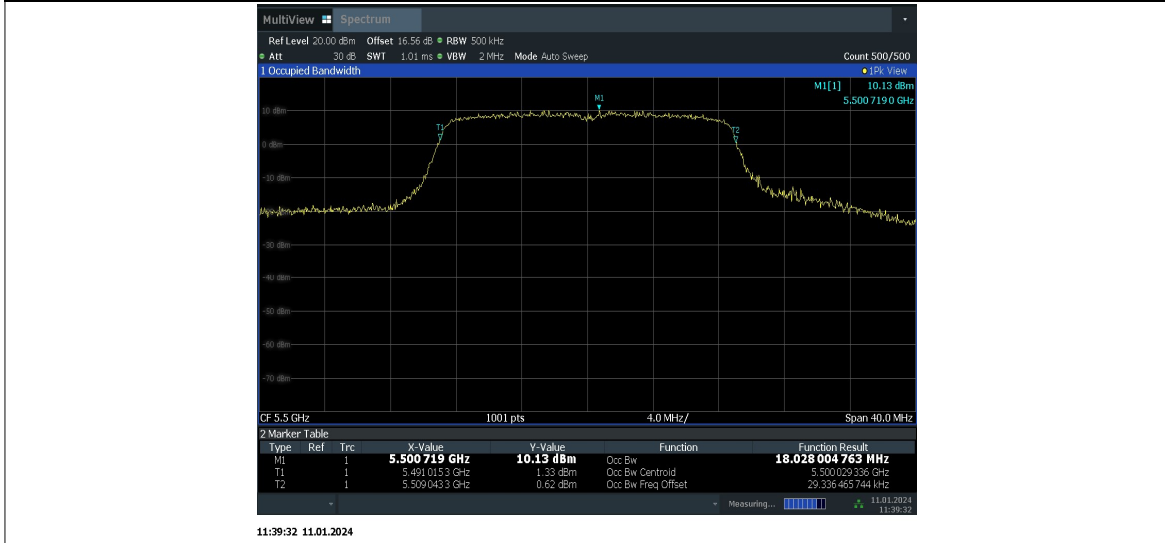 MultiView Spectrum
Ref Level 20.00 dBm Offset 16.56 dB RBW 500 kHz
Att 30 dB SWT 1.01 ms VBW 2 MHz Mode Auto Sweep Count 500/500
1 Occupied Bandwidth 1Pk View
M1[1] 10.13 dBm
5.500 719 0 GHz
M1
10 dBm
T1
T2
0 dBm
-10 dBm
-30 dBm
-40 dBm
-50 dBm
-60 dBm
-70 dBm
CF 5.5 GHz 1001 pts 4.0 MHz/ Span 40.0 MHz
2 Marker Table
Type Ref Trc X-Value Y-Value Function Function Result
M1 1 5.500 719 GHz 10.13 dBm Occ Bw 18.028 004 763 MHz
T1 1 5.491 015 3 GHz 1.33 dBm Occ Bw Centroid 5.500 029 336 GHz
T2 1 5.509 043 3 GHz 0.62 dBm Occ Bw Freq Offset 29.336 465 744 kHz
Measuring... 11.01.2024
11:39:32
11:39:32 11.01.2024